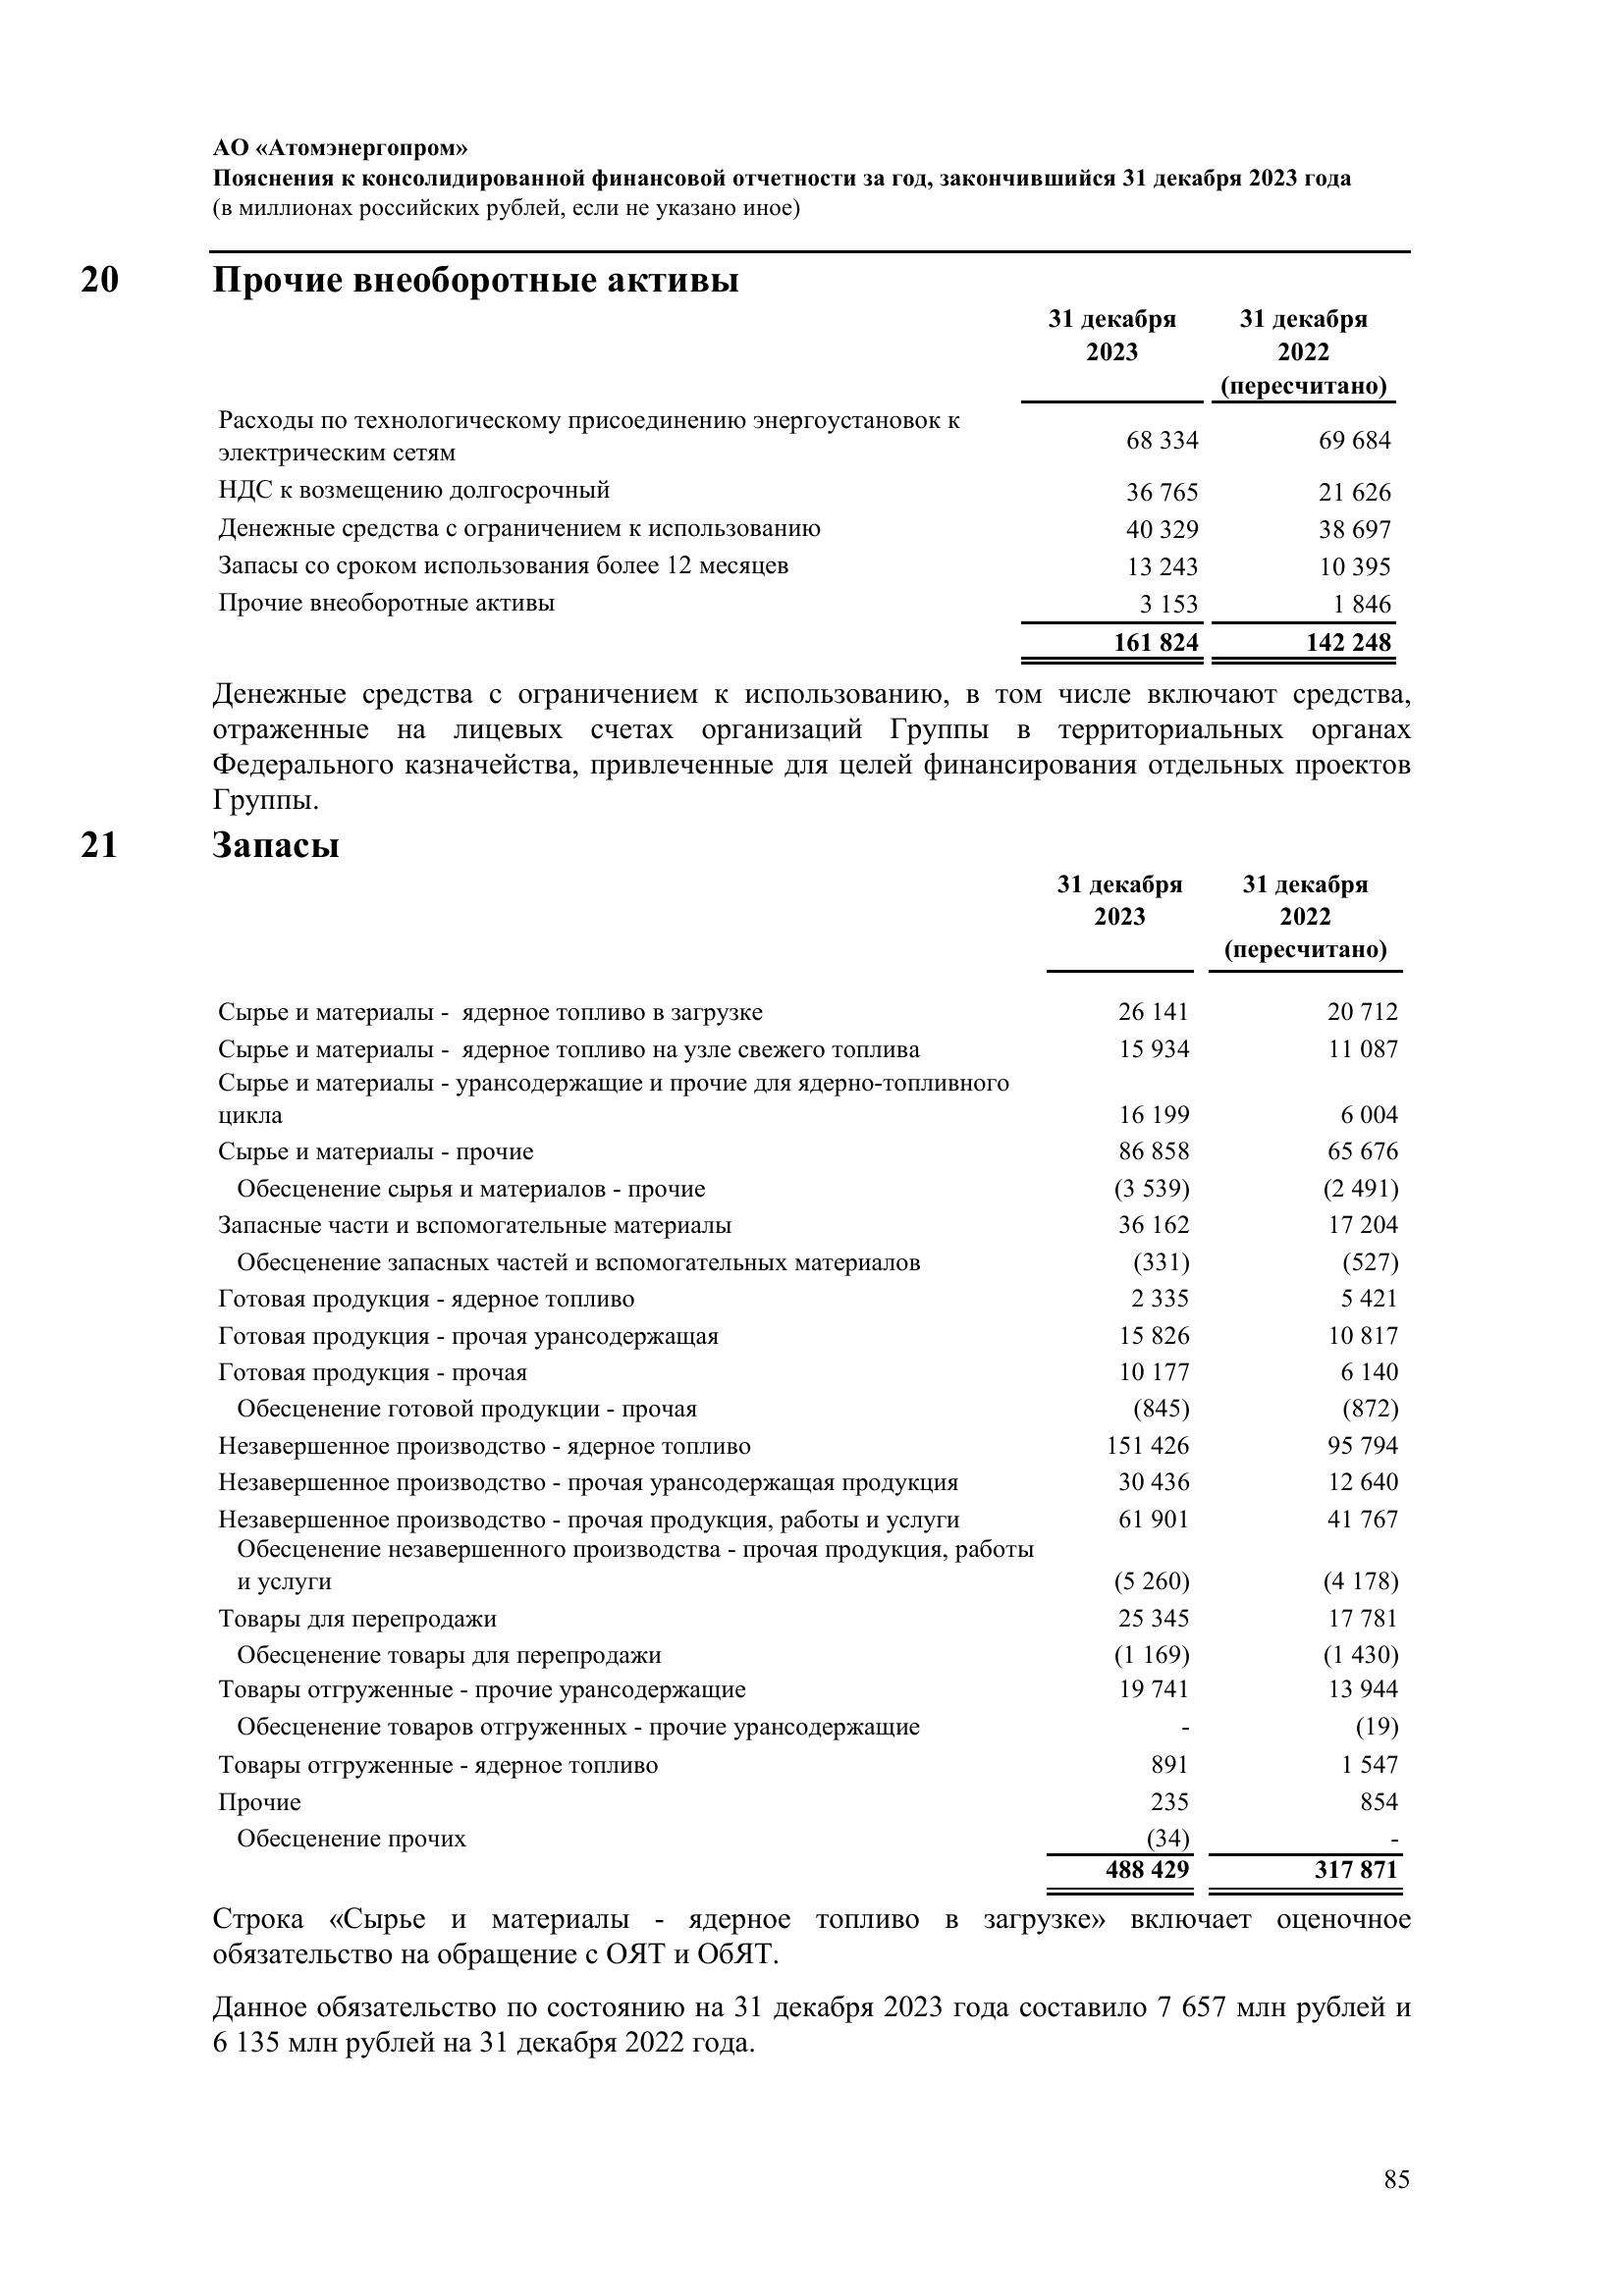 АО «Атомэнергопром»
Пояснения к консолидированной финансовой отчетности за год, закончившийся 31 декабря 2023 года
(в миллионах российских рублей, если не указано иное)
20 Прочие внеоборотные активы
31 декабря 31 декабря
2023 2022
(пересчитано)
Расходы по технологическому присоединению энергоустановок к
электрическим сетям 68 334 69 684
НДС к возмещению долгосрочный 36 765 21 626
Денежные средства с ограничением к использованию 40 329 38 697
Запасы со сроком использования более 12 месяцев 13 243 10 395
Прочие внеоборотные активы 3 153 1 846
161 824 142 248
Денежные средства с ограничением к использованию, в том числе включают средства,
отраженные на лицевых счетах организаций Группы в территориальных органах
Федерального казначейства, привлеченные для целей финансирования отдельных проектов
Группы.
21 Запасы
31 декабря 31 декабря
2023 2022
(пересчитано)
Сырье и материалы - ядерное топливо в загрузке 26 141 20 712
Сырье и материалы - ядерное топливо на узле свежего топлива 15 934 11 087
Сырье и материалы - урансодержащие и прочие для ядерно-топливного
цикла 16 199 6 004
Сырье и материалы - прочие 86 858 65 676
Обесценение сырья и материалов - прочие (3 539) (2 491)
Запасные части и вспомогательные материалы 36 162 17 204
Обесценение запасных частей и вспомогательных материалов (331) (527)
Готовая продукция - ядерное топливо 2 335 5 421
Готовая продукция - прочая урансодержащая 15 826 10 817
Готовая продукция - прочая 10 177 6 140
Обесценение готовой продукции - прочая (845) (872)
Незавершенное производство - ядерное топливо 151 426 95 794
Незавершенное производство - прочая урансодержащая продукция 30 436 12 640
Незавершенное производство - прочая продукция, работы и услуги 61 901 41 767
Обесценение незавершенного производства - прочая продукция, работы
и услуги (5 260) (4 178)
Товары для перепродажи 25 345 17 781
Обесценение товары для перепродажи (1 169) (1 430)
Товары отгруженные - прочие урансодержащие 19 741 13 944
Обесценение товаров отгруженных - прочие урансодержащие - (19)
Товары отгруженные - ядерное топливо 891 1 547
Прочие 235 854
Обесценение прочих (34) -
488 429 317 871
Строка «Сырье и материалы - ядерное топливо в загрузке» включает оценочное
обязательство на обращение с ОЯТ и ОбЯТ.
Данное обязательство по состоянию на 31 декабря 2023 года составило 7 657 млн рублей и
6 135 млн рублей на 31 декабря 2022 года.
85